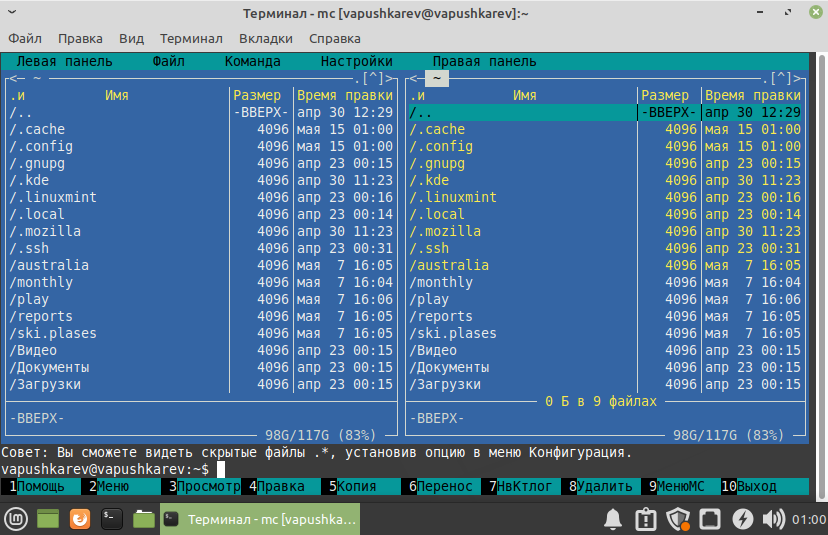 Терминал - mc [vapushkarev@vapushkarev]:~
Файл Правка Вид Терминал Вкладки Справка
Левая панель Файл Команда Настройки Правая панель
<— ~ .[^]> <— ~ .[^]>
.и Имя Размер Время правки .и Имя Размер Время правки
/.. -ВВЕРХ- апр 30 12:29 /.. -ВВЕРХ- апр 30 12:29
/.cache 4096 мая 15 01:00 /.cache 4096 мая 15 01:00
/.config 4096 мая 15 01:00 /.config 4096 мая 15 01:00
/.gnupg 4096 апр 23 00:15 /.gnupg 4096 апр 23 00:15
/.kde 4096 апр 30 11:23 /.kde 4096 апр 30 11:23
/.linuxmint 4096 апр 23 00:16 /.linuxmint 4096 апр 23 00:16
/.local 4096 апр 23 00:14 /.local 4096 апр 23 00:14
/.mozilla 4096 апр 30 11:23 /.mozilla 4096 апр 30 11:23
/.ssh 4096 апр 23 00:31 /.ssh 4096 апр 23 00:31
/australia 4096 мая 7 16:05 /australia 4096 мая 7 16:05
/monthly 4096 мая 7 16:04 /monthly 4096 мая 7 16:04
/play 4096 мая 7 16:06 /play 4096 мая 7 16:06
/reports 4096 мая 7 16:05 /reports 4096 мая 7 16:05
/ski.plases 4096 мая 7 16:05 /ski.plases 4096 мая 7 16:05
/Видео 4096 апр 23 00:15 /Видео 4096 апр 23 00:15
/Документы 4096 апр 23 00:15 /Документы 4096 апр 23 00:15
/Загрузки 4096 апр 23 00:15 /Загрузки 4096 апр 23 00:15
0 Б в 9 файлах
-ВВЕРХ- -ВВЕРХ-
98G/117G (83%) 98G/117G (83%)
Совет: Вы сможете видеть скрытые файлы .*, установив опцию в меню Конфигурация.
vapushkarev@vapushkarev:~$
1Помощь 2Меню 3Просмотр 4Правка 5Копия 6Перенос 7НвКтлог 8Удалить 9МенюМС 10Выход
Терминал - mc [vapushka... 01:00